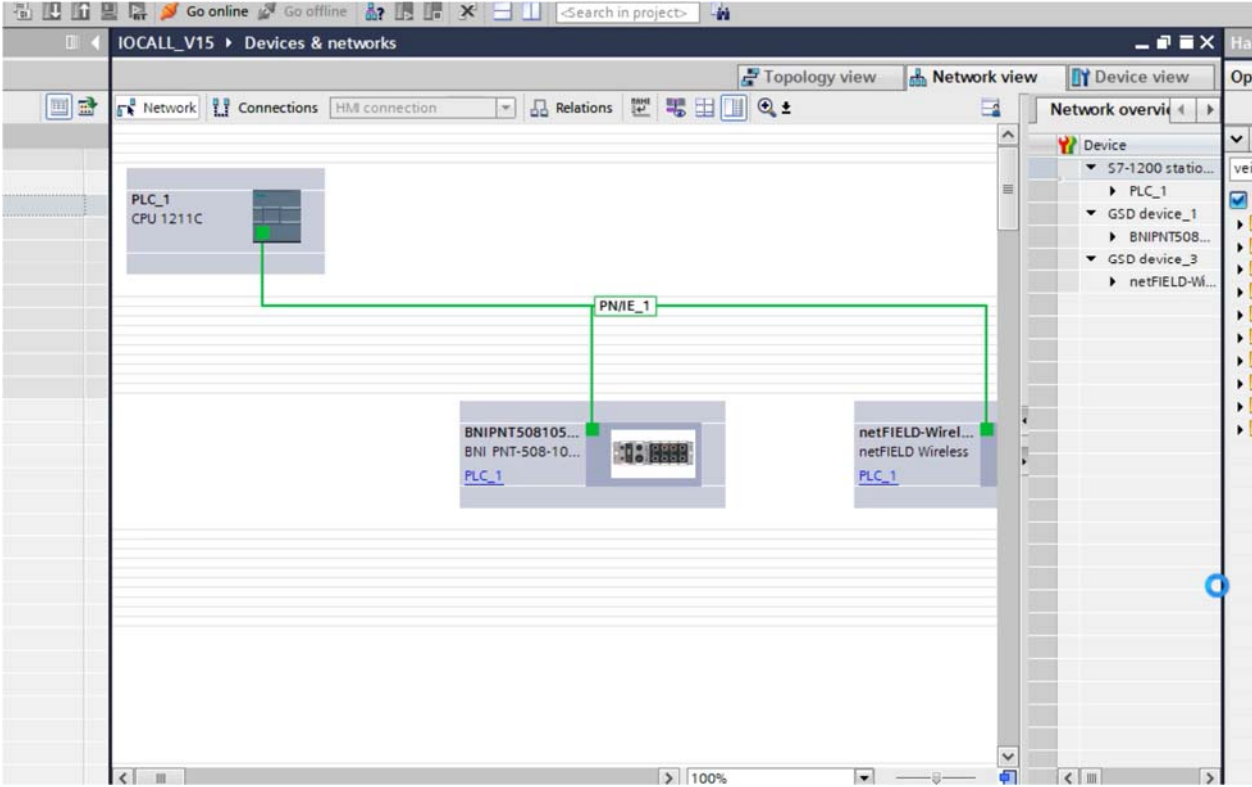 Go online Go offline <Search in project>
IOCALL_V15 ▸ Devices & networks
Topology view Network view Device view
Network Connections HMI connection Relations
Network overvie
Device
S7-1200 statio...
PLC_1
GSD device_1
BNIPNT508...
GSD device_3
netFIELD-Wi...
PLC_1
CPU 1211C
PN/IE_1
BNIPNT508105...
BNI PNT-508-10...
PLC_1
netFIELD-Wirel...
netFIELD Wireless
PLC_1
100%
Ha
Op